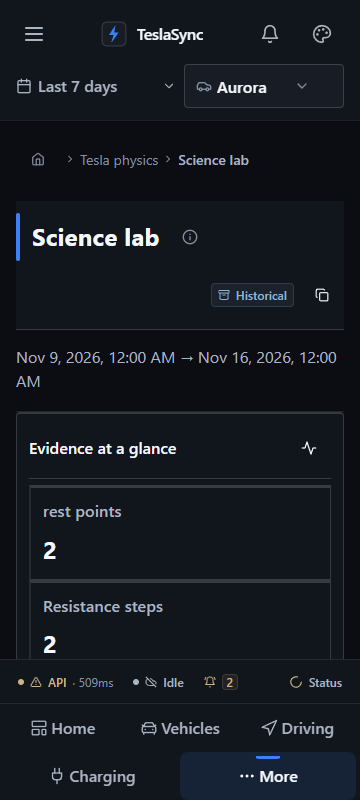 TeslaSync
Last 7 days
Aurora
Tesla physics
Science lab
Science lab
Historical
Nov 9, 2026, 12:00 AM → Nov 16, 2026, 12:00
AM
Evidence at a glance
rest points
2
Resistance steps
2
API · 509ms
Idle
2
Status
Home
Vehicles
Driving
Charging
More